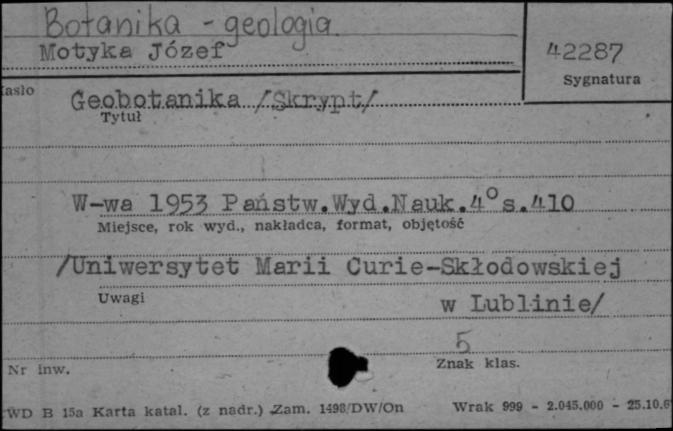 Botanika - geologia
Motyka Józef
42287
Sygnatura
asło
Geobotanika /Skrypt/
Tytuł
W-wa 1953 Państw.Wyd.Nauk.4° s.410
Miejsce, rok wyd., nakładca, format, objętość
/Uniwersytet Marii Curie-Skłodowskiej
Uwagi
w Lublinie/
5
Nr inw.
Znak klas.
WD B 15a Karta katal. (z nadr.) Zam. 1498/DW/On Wrak 999 - 2.045.000 - 25.10.6